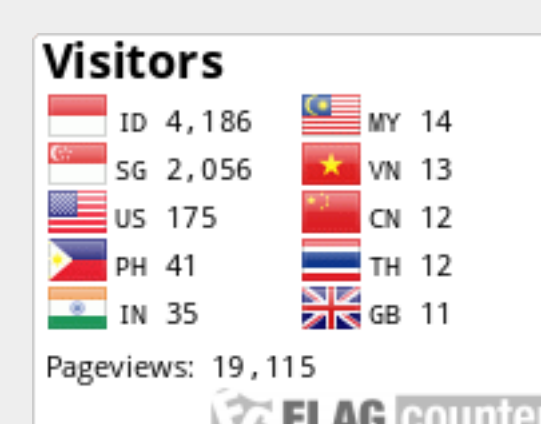 Visitors
ID 4,186 MY 14
SG 2,056 VN 13
US 175 CN 12
PH 41 TH 12
IN 35 GB 11
Pageviews: 19,115
FLAG counter